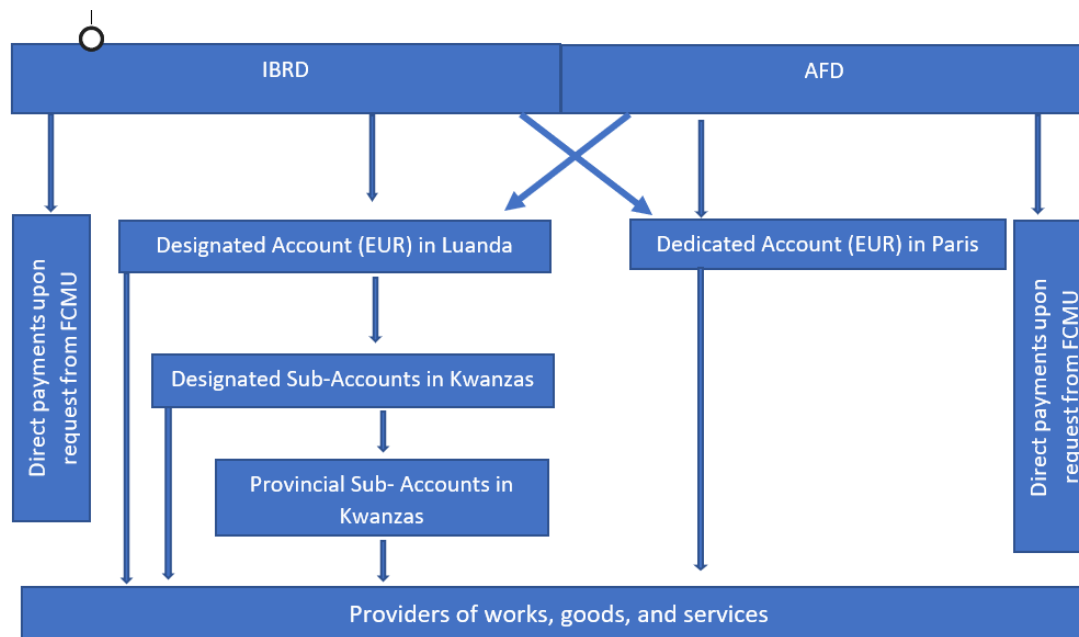 IBRD
AFD
Designated Account (EUR) in Luanda
Dedicated Account (EUR) in Paris
Direct payments upon
request from FCMU
Designated Sub-Accounts in Kwanzas
Provincial Sub- Accounts in
Kwanzas
Direct payments upon
request from FCMU
Providers of works, goods, and services